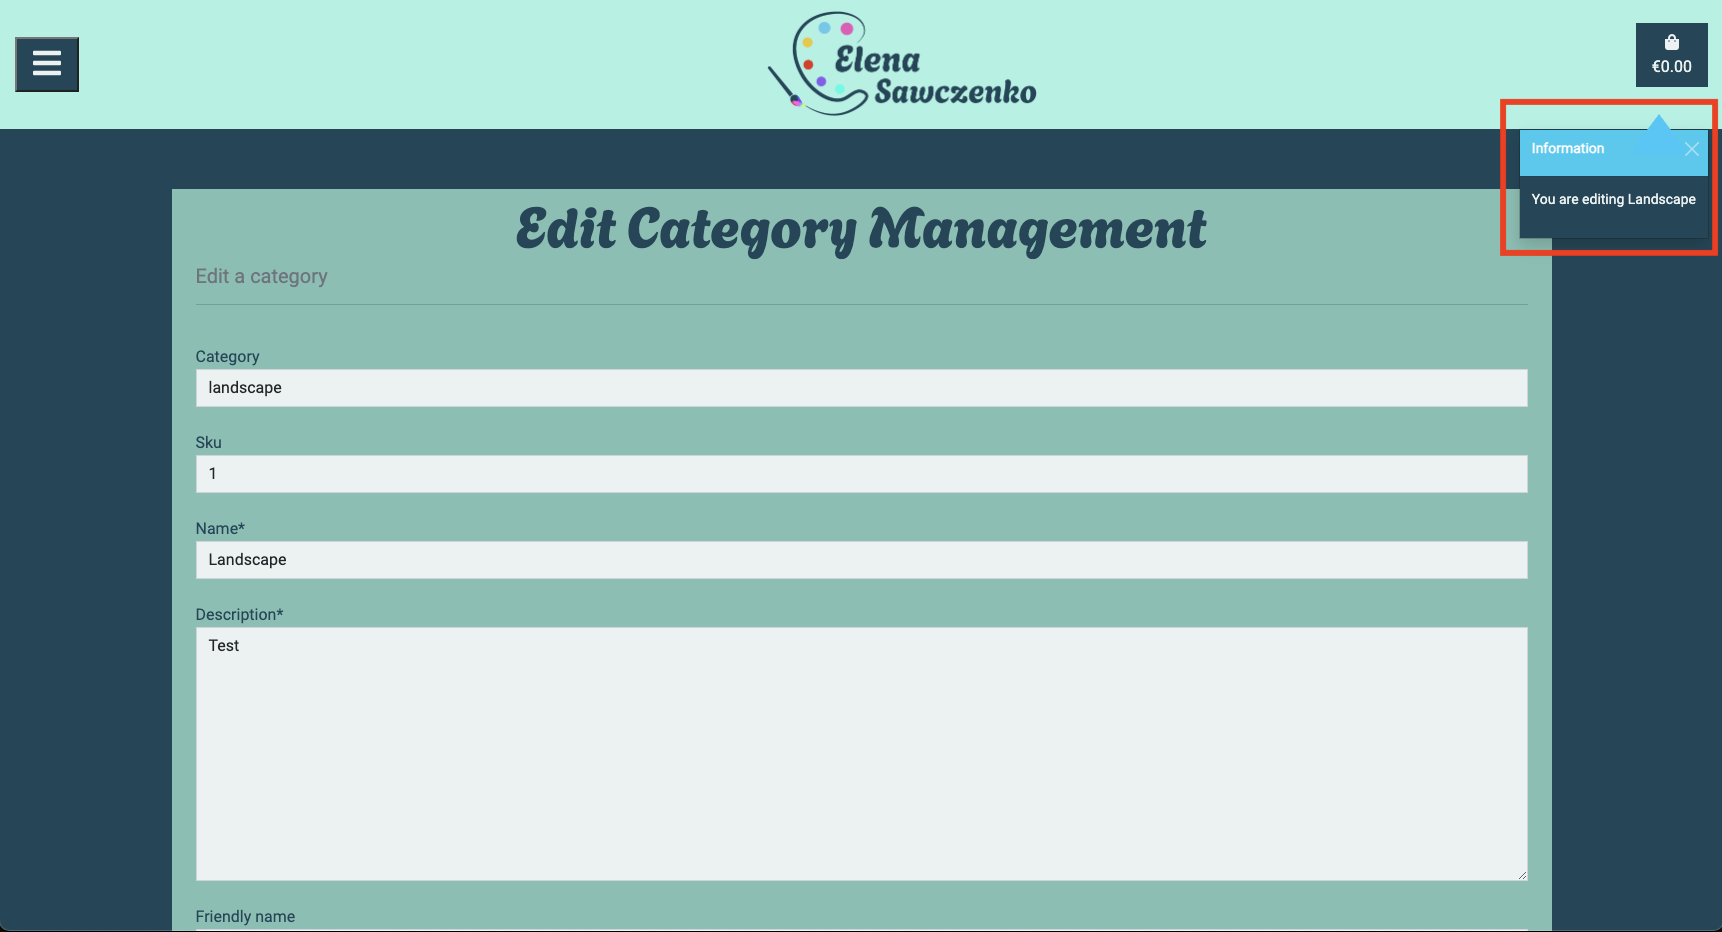 Elena
Sawczenko
€0.00
Information
You are editing Landscape
Edit Category Management
Edit a category
Category
landscape
Sku
1
Name*
Landscape
Description*
Test
Friendly name